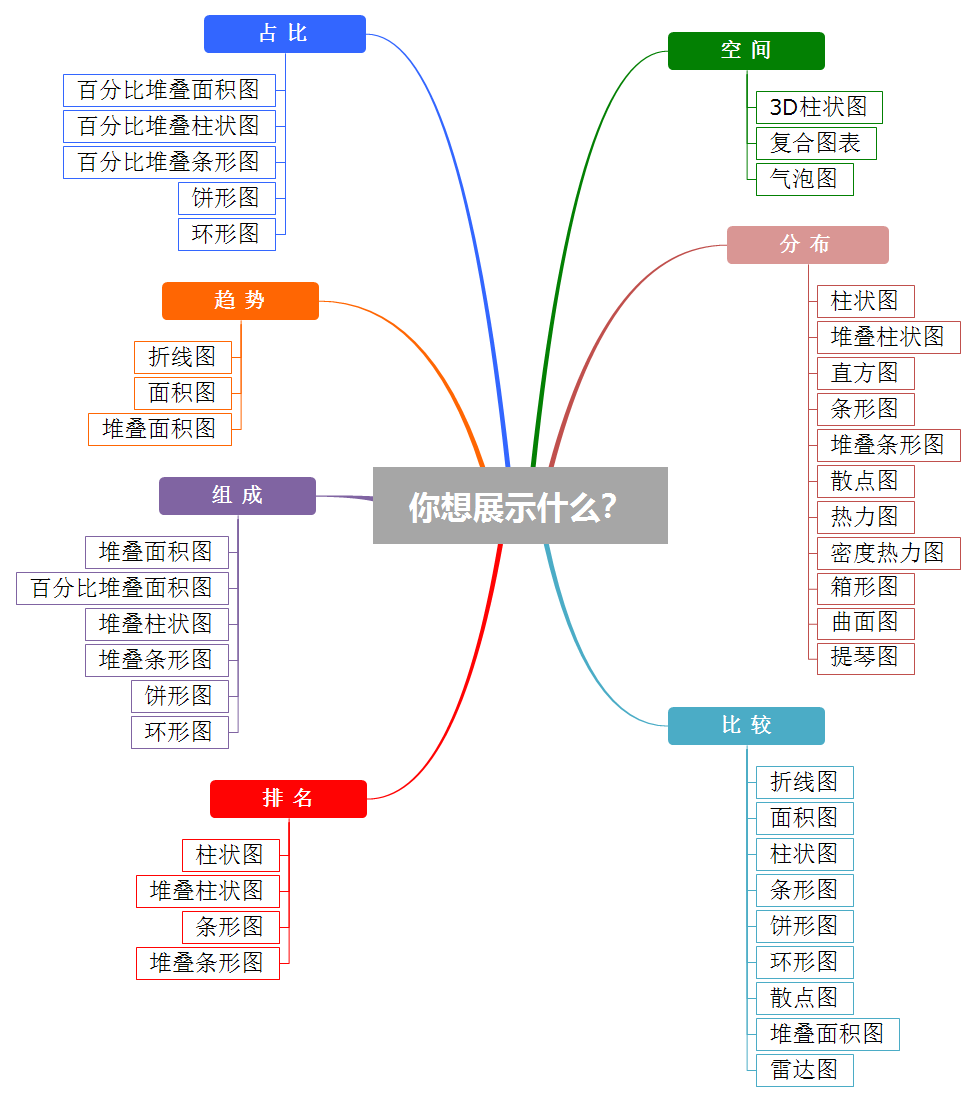 占 比
百分比堆叠面积图
百分比堆叠柱状图
百分比堆叠条形图
饼形图
环形图
趋 势
折线图
面积图
堆叠面积图
组 成
堆叠面积图
百分比堆叠面积图
堆叠柱状图
堆叠条形图
饼形图
环形图
排 名
柱状图
堆叠柱状图
条形图
堆叠条形图
你想展示什么？
空 间
3D柱状图
复合图表
气泡图
分 布
柱状图
堆叠柱状图
直方图
条形图
堆叠条形图
散点图
热力图
密度热力图
箱形图
曲面图
提琴图
比 较
折线图
面积图
柱状图
条形图
饼形图
环形图
散点图
堆叠面积图
雷达图